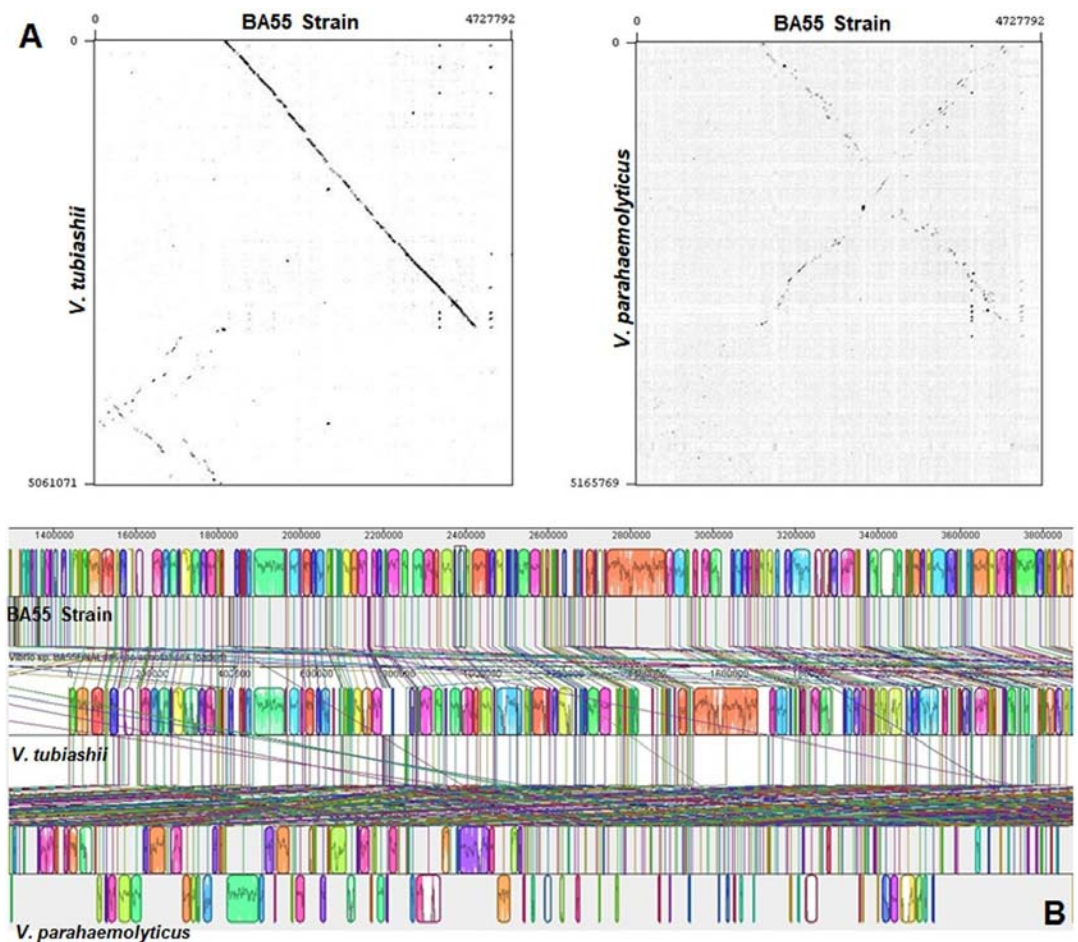 A
0 BA55 Strain 4727792
0
V. tubiashii
5061071
0 BA55 Strain 4727792
0
V. parahaemolyticus
5165769
1400000 1600000 1800000 2000000 2200000 2400000 2600000 2800000 3000000 3200000 3400000 3600000 3800000
BA55 Strain
V. tubiashii
V. parahaemolyticus
B